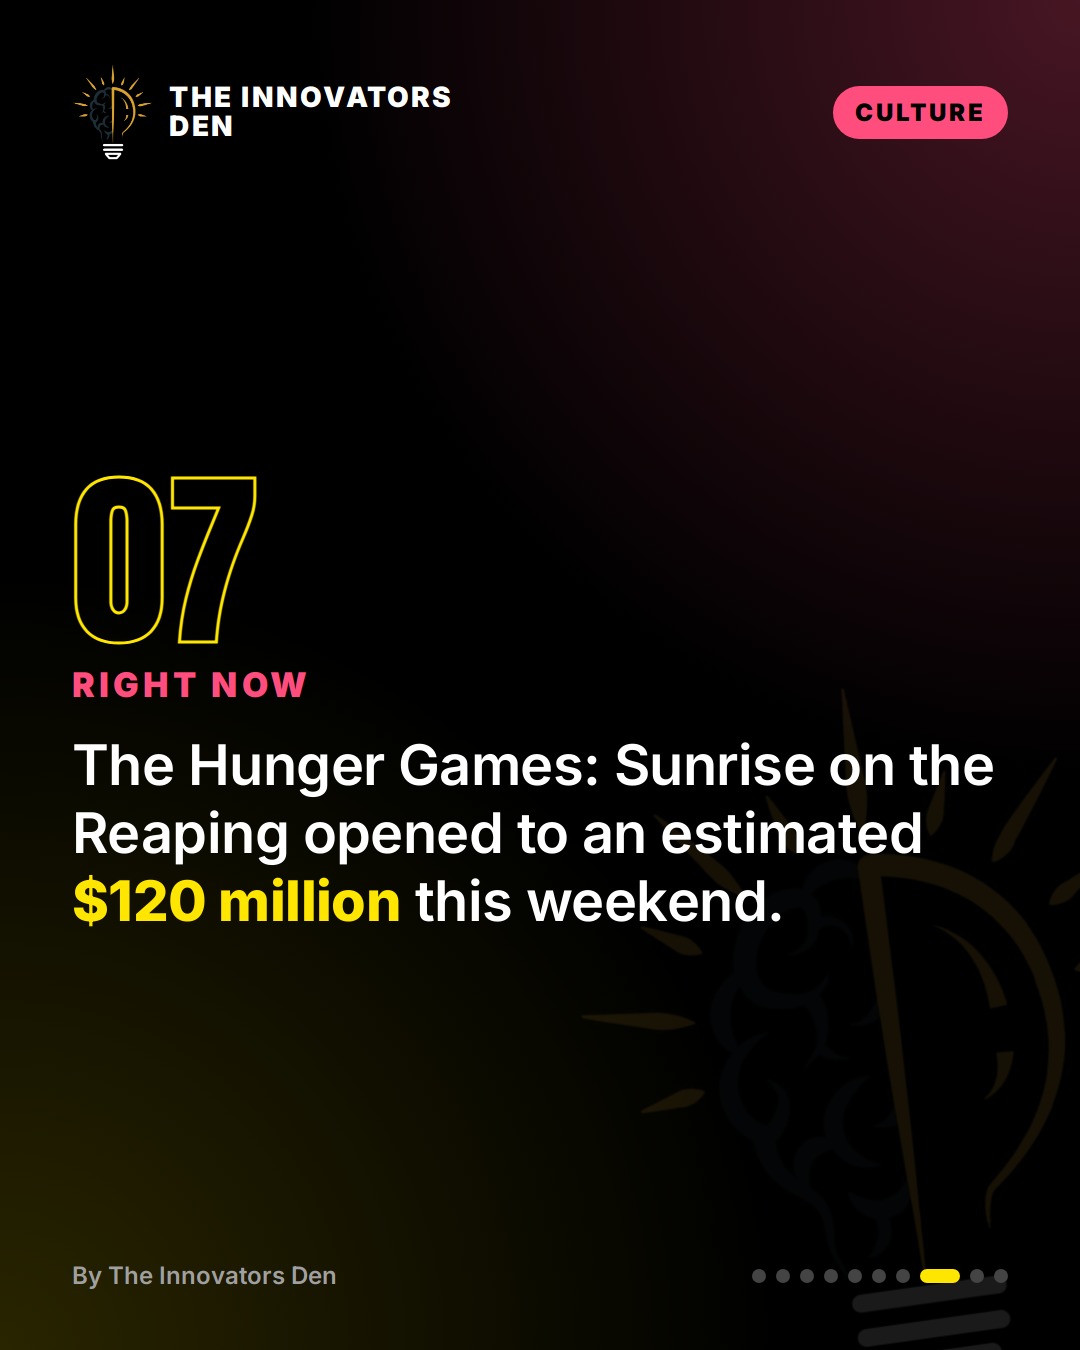 THE INNOVATORS
DEN
CULTURE
07
RIGHT NOW
The Hunger Games: Sunrise on the
Reaping opened to an estimated
$120 million this weekend.
By The Innovators Den